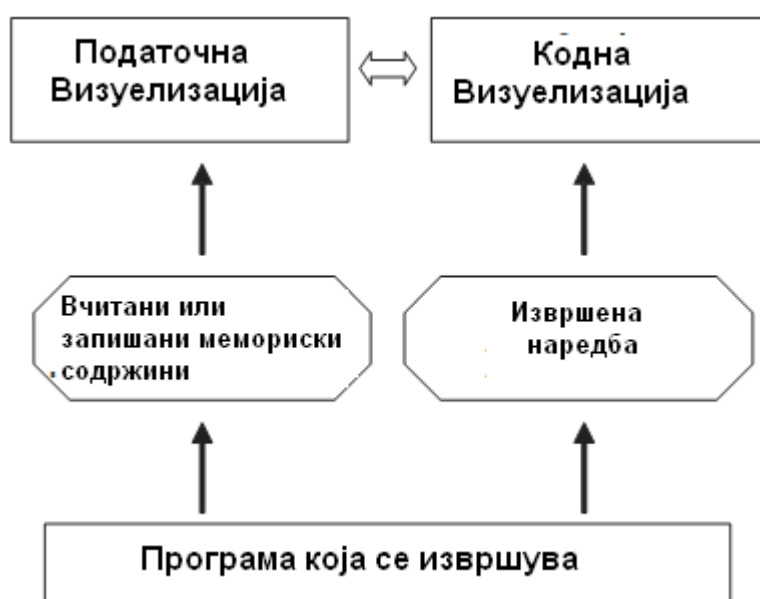 Податочна
Визуелизација
Кодна
Визуелизација
Вчитани или
запишани мемориски
содржини
Извршена
наредба
Програма која се извршува